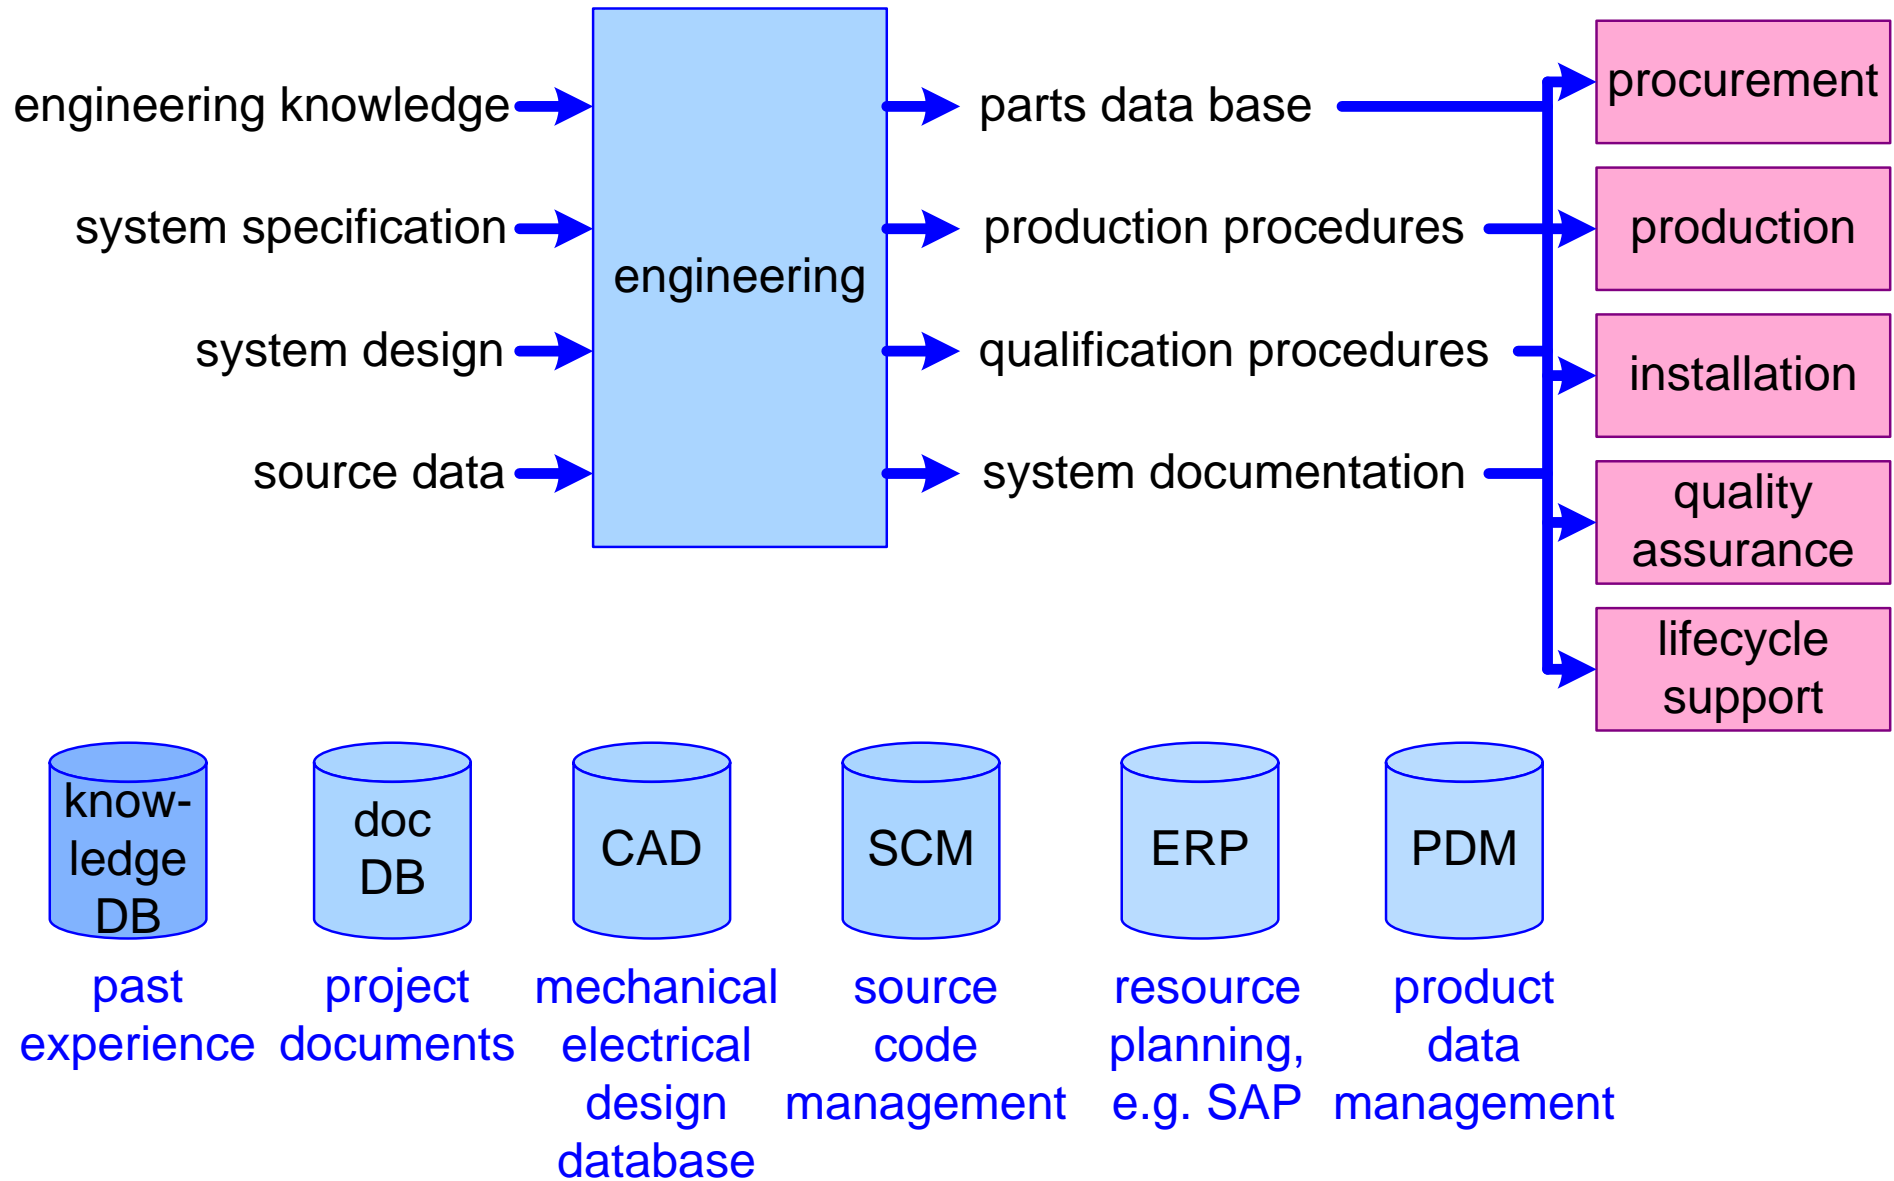 engineering knowledge
system specification
system design
source data
engineering
parts data base
production procedures
qualification procedures
system documentation
procurement
production
installation
quality
assurance
lifecycle
support
know-
ledge
DB
doc
DB
CAD
SCM
ERP
PDM
past
experience
project
documents
mechanical
electrical
design
database
source
code
management
resource
planning,
e.g. SAP
product
data
management